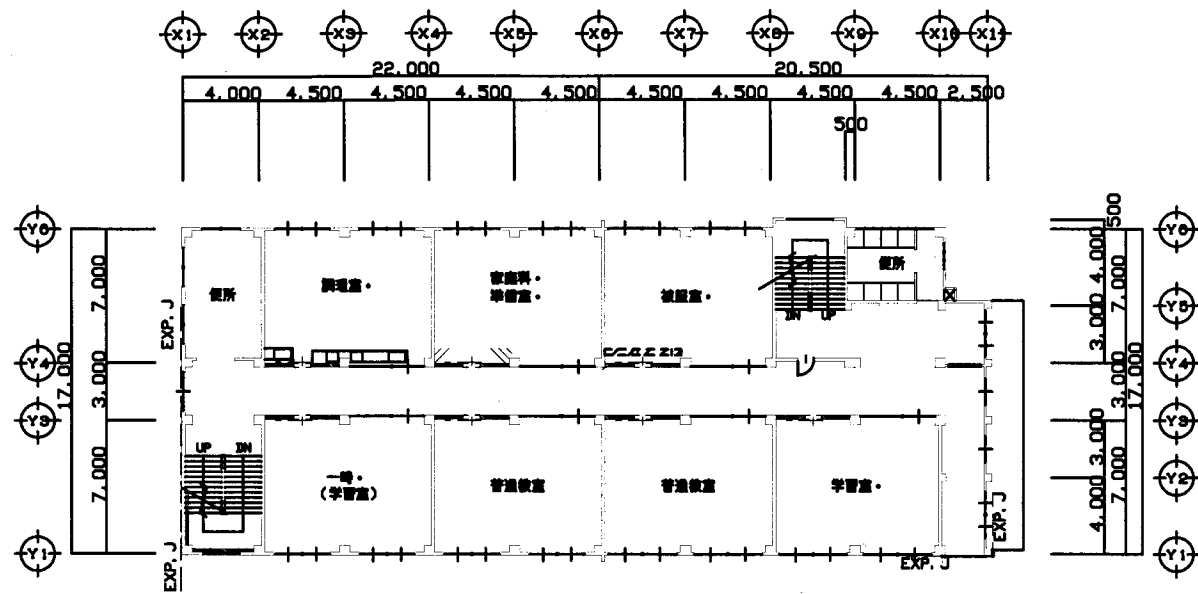 X1 X2 X3 X4 X5 X6 X7 X8 X9 X10 X11
22,000 20,500
4,000 4,500 4,500 4,500 4,500 4,500 4,500 4,500 4,500 2,500
500
Y6
Y4
Y3
Y1
7,000
3,000
7,000
17,000
便所
調理室・
家庭科・
準備室・
被服室・
便所
DN UP
EXP.J
UP DN
一時・
(学習室)
普通教室
普通教室
学習室・
EXP.J
EXP.J
EXP.J
500
4,000
3,000
7,000
3,000
3,000
4,000
7,000
17,000
Y6
Y5
Y4
Y3
Y2
Y1